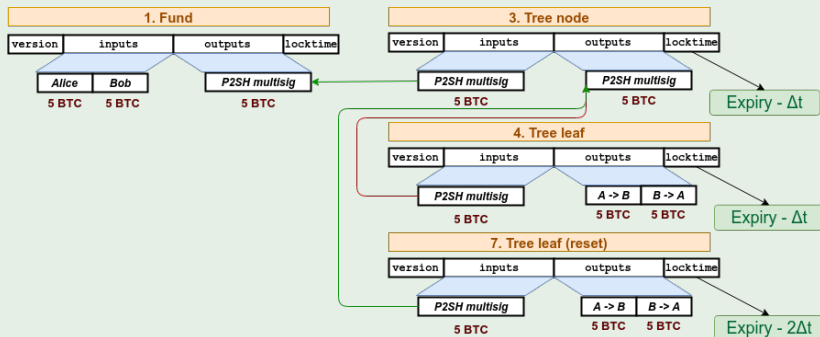 1. Fund
version inputs outputs locktime
Alice Bob P2SH multisig
5 BTC 5 BTC 5 BTC
3. Tree node
version inputs outputs locktime
P2SH multisig P2SH multisig
5 BTC 5 BTC
Expiry - Δt
4. Tree leaf
version inputs outputs locktime
P2SH multisig A -> B B -> A
5 BTC 5 BTC 5 BTC
Expiry - Δt
7. Tree leaf (reset)
version inputs outputs locktime
P2SH multisig A -> B B -> A
5 BTC 5 BTC 5 BTC
Expiry - 2Δt